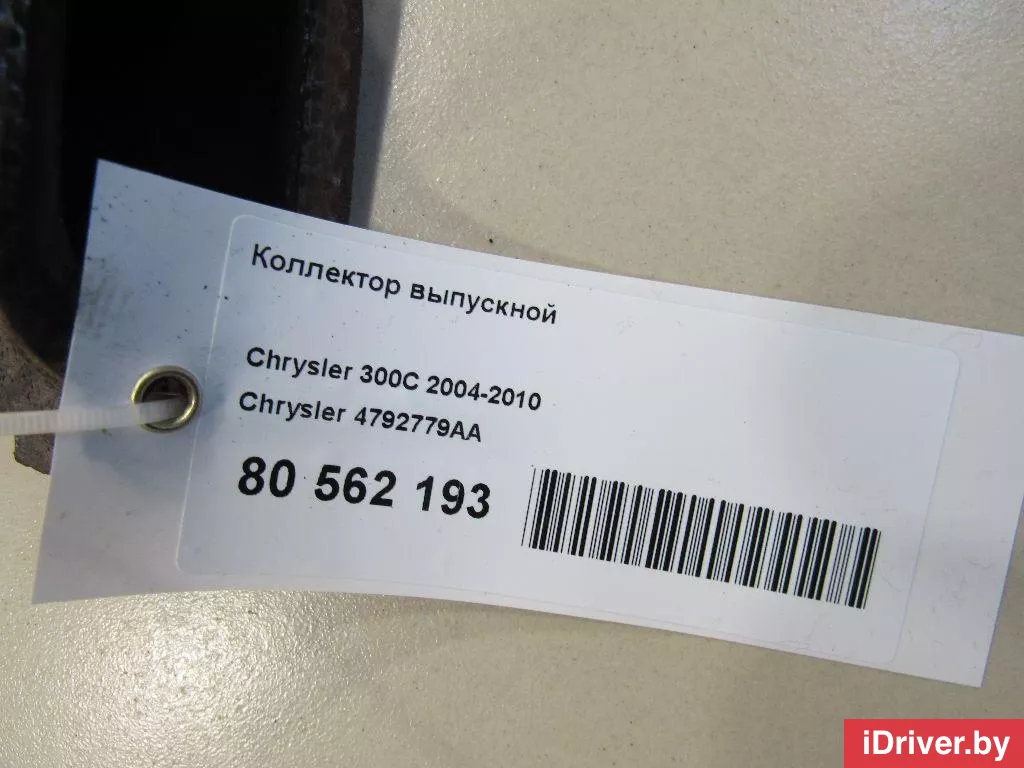 Коллектор выпускной
Chrysler 300C 2004-2010
Chrysler 4792779AA
80 562 193
iDriver.by